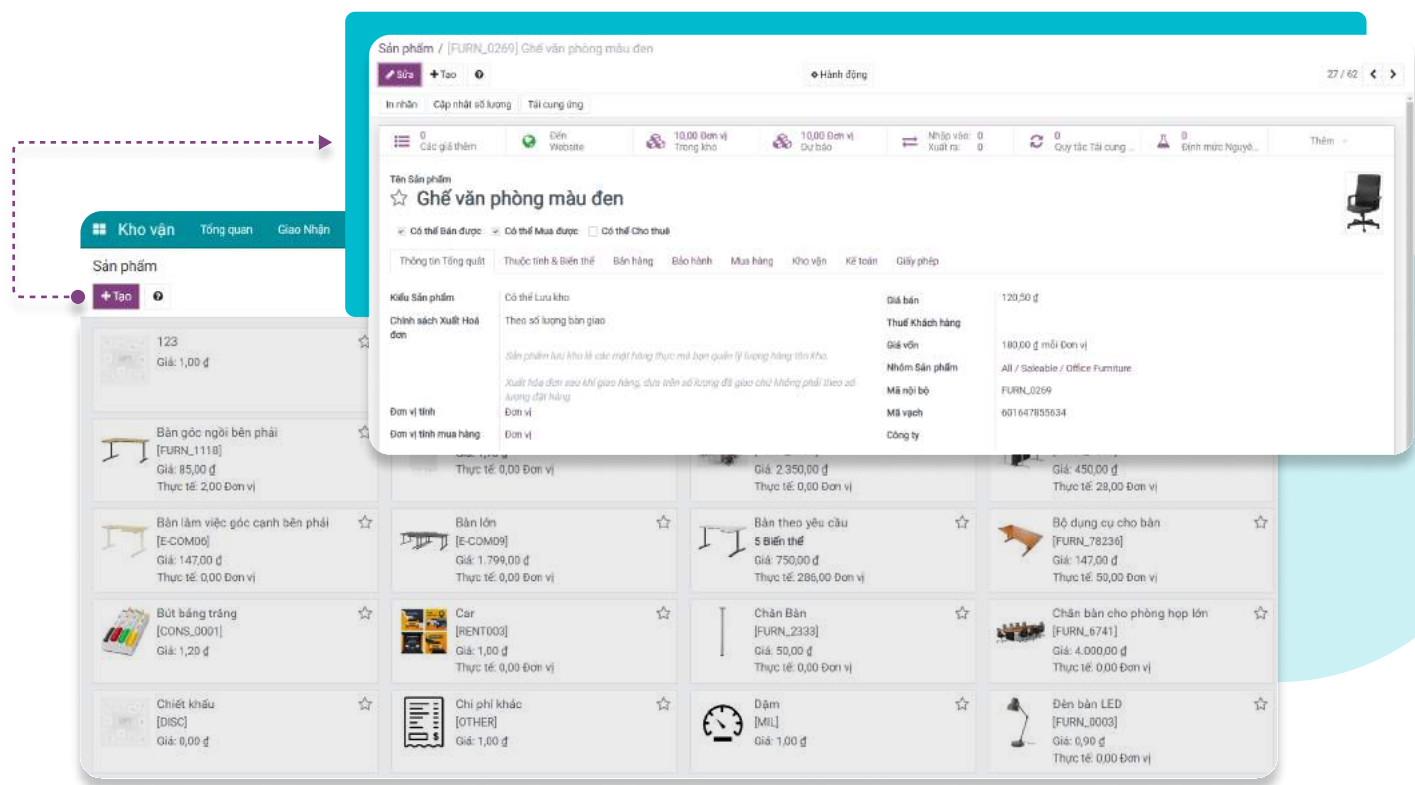 Sản phẩm / [FURN_0269] Ghế văn phòng màu đen
Sửa
+Tạo
Hành động
27 / 62
In nhãn
Cập nhật số lượng
Tái cung ứng
0
Các giá thêm
Đến
Website
10,00 Đơn vị
Trong kho
10,00 Đơn vị
Dự báo
Nhập vào: 0
Xuất ra: 0
0
Quy tắc Tái cung ...
0
Định mức Nguyê...
Thêm
Tên Sản phẩm
Ghế văn phòng màu đen
Có thể Bán được
Có thể Mua được
Có thể Cho thuê
Thông tin Tổng quát
Thuộc tính & Biến thể
Bán hàng
Bảo hành
Mua hàng
Kho vận
Kế toán
Giấy phép
Kiểu Sản phẩm
Có thể Lưu kho
Chính sách Xuất Hoá
đơn
Theo số lượng bàn giao
Sản phẩm lưu kho là các mặt hàng thực mà bạn quản lý lượng hàng tồn kho.
Xuất hóa đơn sau khi giao hàng, dựa trên số lượng đã giao chứ không phải theo số
lượng đặt hàng.
Đơn vị tính
Đơn vị
Đơn vị tính mua hàng
Đơn vị
Giá bán
120,50 ₫
Thuế Khách hàng
Giá vốn
180,00 ₫ mỗi Đơn vị
Nhóm Sản phẩm
All / Saleable / Office Furniture
Mã nội bộ
FURN_0269
Mã vạch
601647855634
Công ty
Kho vận
Tổng quan
Giao Nhận
Sản phẩm
+Tạo
123
Giá: 1,00 ₫
Bàn góc ngồi bên phải
[FURN_1118]
Giá: 85,00 ₫
Thực tế: 2,00 Đơn vị
Thực tế: 0,00 Đơn vị
Giá: 2.350,00 ₫
Thực tế: 0,00 Đơn vị
Giá: 450,00 ₫
Thực tế: 28,00 Đơn vị
Bàn làm việc góc cạnh bên phải
[E-COM06]
Giá: 147,00 ₫
Thực tế: 0,00 Đơn vị
Bàn lớn
[E-COM09]
Giá: 1.799,00 ₫
Thực tế: 0,00 Đơn vị
Bàn theo yêu cầu
5 Biến thể
Giá: 750,00 ₫
Thực tế: 286,00 Đơn vị
Bộ dụng cụ cho bàn
[FURN_78236]
Giá: 147,00 ₫
Thực tế: 50,00 Đơn vị
Bút bảng trắng
[CONS_0001]
Giá: 1,20 ₫
Car
[RENT003]
Giá: 1,00 ₫
Thực tế: 0,00 Đơn vị
Chân Bàn
[FURN_2333]
Giá: 50,00 ₫
Thực tế: 0,00 Đơn vị
Chân bàn cho phòng họp lớn
[FURN_6741]
Giá: 4.000,00 ₫
Thực tế: 0,00 Đơn vị
Chiết khấu
[DISC]
Giá: 0,00 ₫
Chi phí khác
[OTHER]
Giá: 1,00 ₫
Dặm
[MIL]
Giá: 1,00 ₫
Đèn bàn LED
[FURN_0003]
Giá: 0,90 ₫
Thực tế: 0,00 Đơn vị